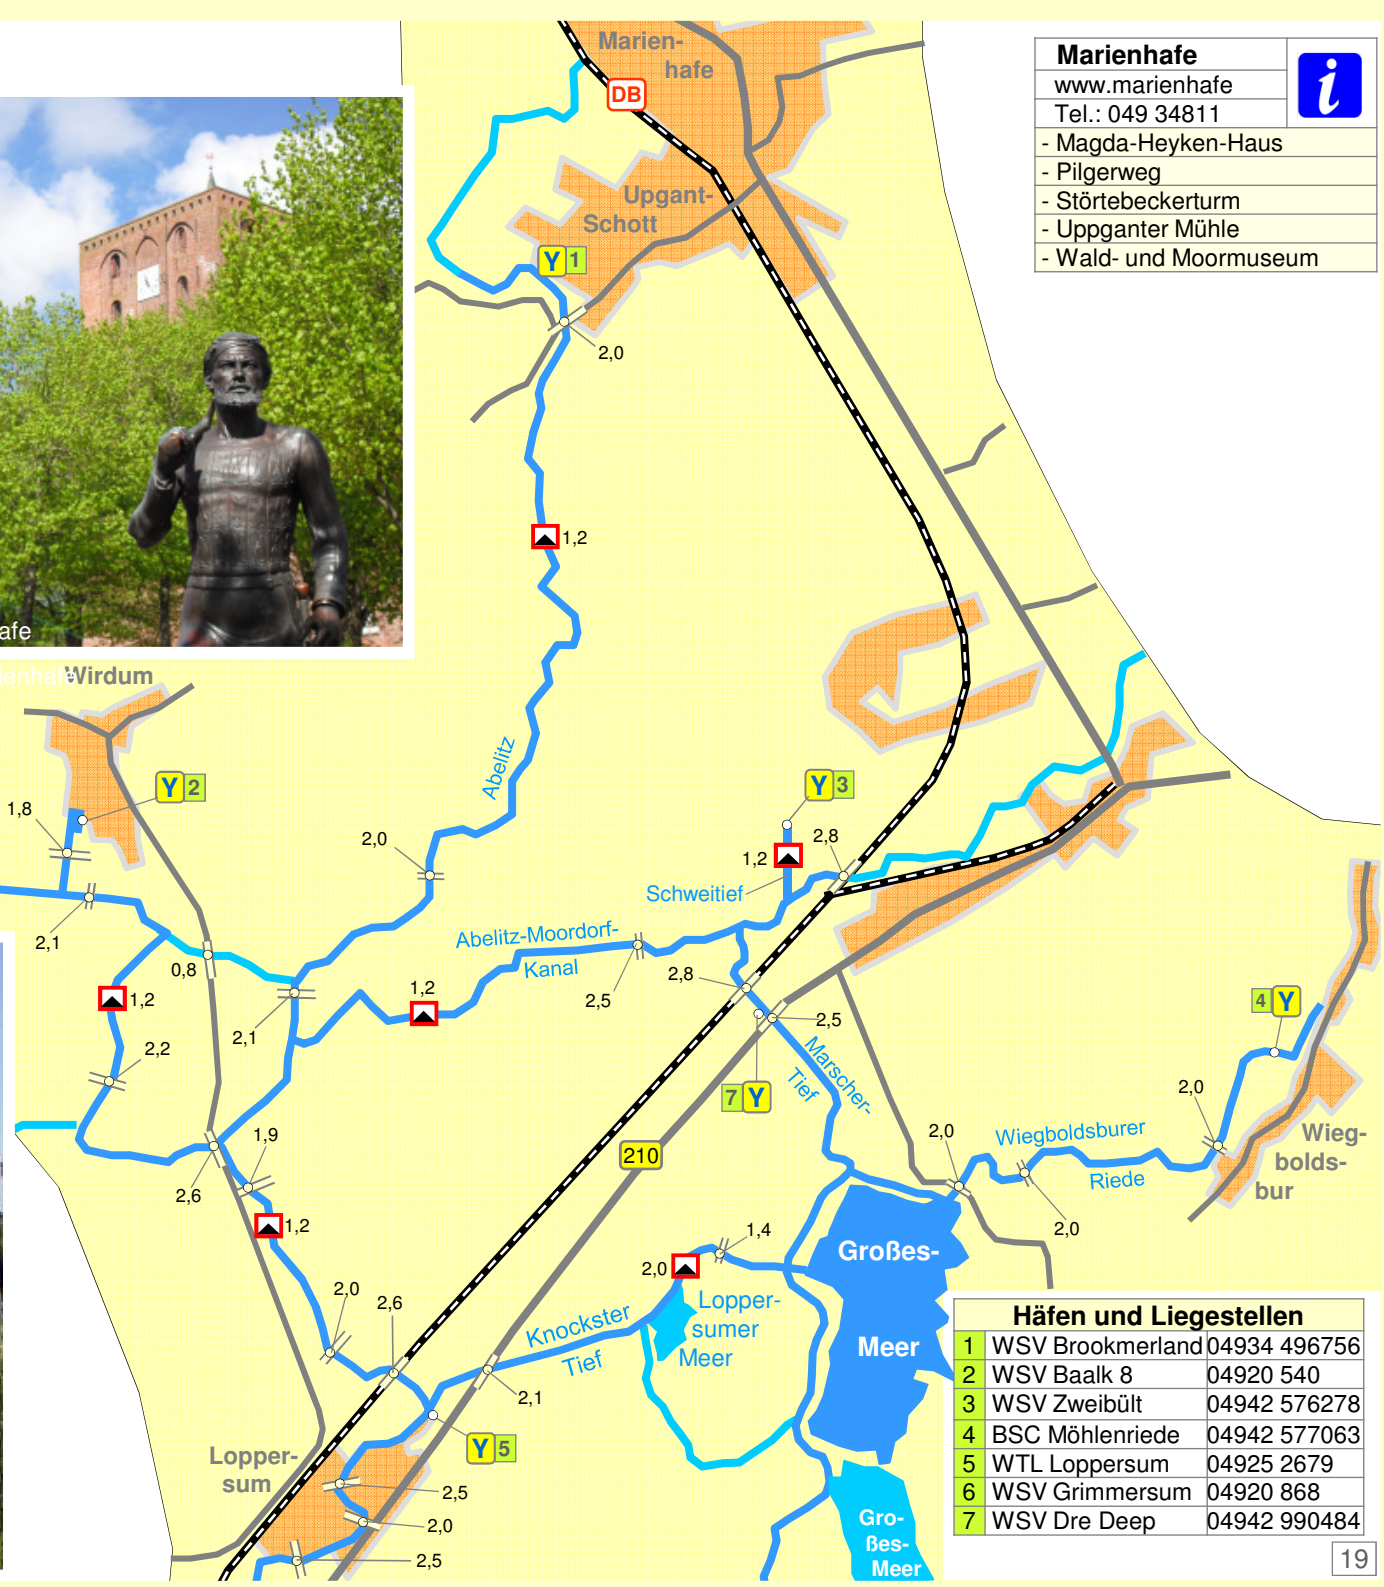 Marien-
hafe
DB
Upgant-
Schott
Y 1
2,0
1,2
Marienhafe
www.marienhafe
Tel.: 049 34811
i
- Magda-Heyken-Haus
- Pilgerweg
- Störtebeckerturm
- Uppganter Mühle
- Wald- und Moormuseum
afe
ienhafe
Wirdum
Y 2
1,8
2,1
0,8
1,2
2,2
2,1
2,6
1,9
1,2
2,0
2,6
Abelitz
2,0
Abelitz-Moordorf-
Kanal
1,2
2,5
Schweitief
Y 3
1,2
2,8
2,8
2,5
7 Y
Marscher-
Tief
210
4 Y
2,0
2,0
2,0
Wiegboldsburer
Riede
Wieg-
bolds-
bur
1,4
2,0
Großes-
Meer
Lopper-
sumer
Meer
Knockster
Tief
2,1
Y 5
Lopper-
sum
2,5
2,0
2,5
Gro-
ßes-
Meer
Häfen und Liegestellen
1 WSV Brookmerland 04934 496756
2 WSV Baalk 8 04920 540
3 WSV Zweibült 04942 576278
4 BSC Möhlenriede 04942 577063
5 WTL Loppersum 04925 2679
6 WSV Grimmersum 04920 868
7 WSV Dre Deep 04942 990484
19